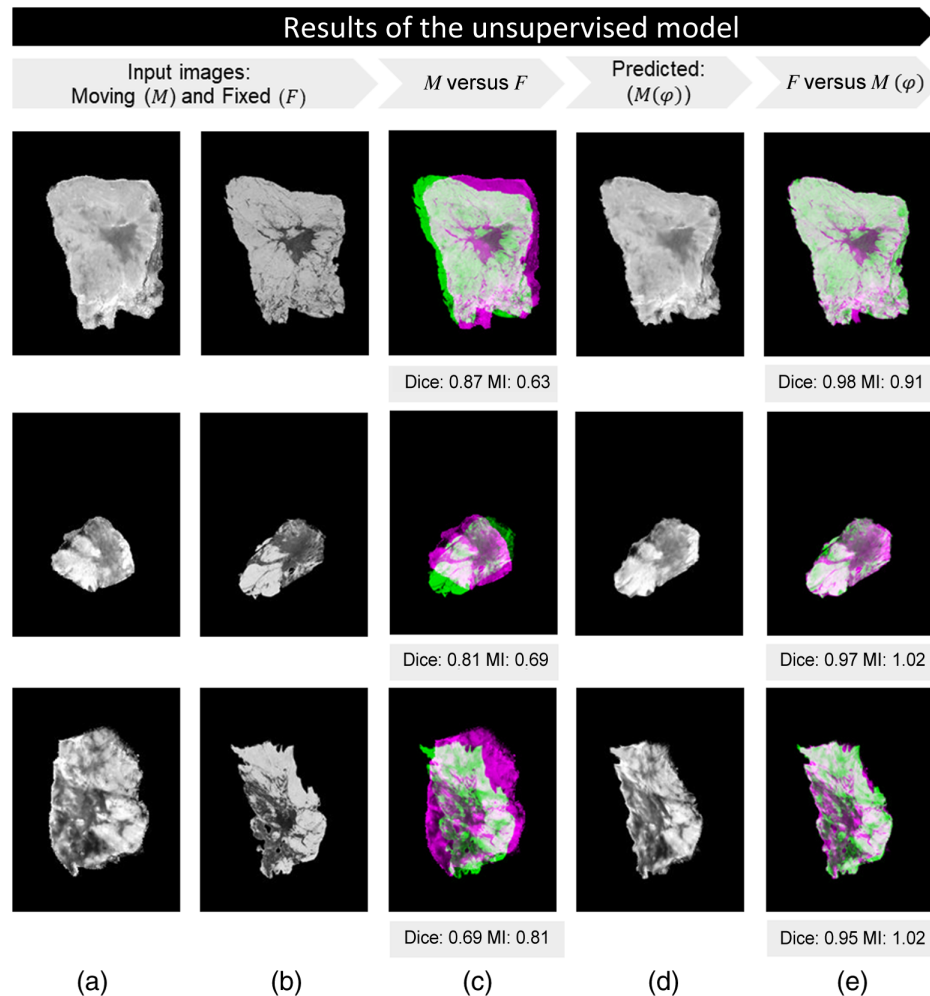 Results of the unsupervised model
Input images:
Moving (M) and Fixed (F)
M versus F
Predicted:
(M(φ))
F versus M (φ)
Dice: 0.87 MI: 0.63
Dice: 0.98 MI: 0.91
Dice: 0.81 MI: 0.69
Dice: 0.97 MI: 1.02
Dice: 0.69 MI: 0.81
Dice: 0.95 MI: 1.02
(a)
(b)
(c)
(d)
(e)